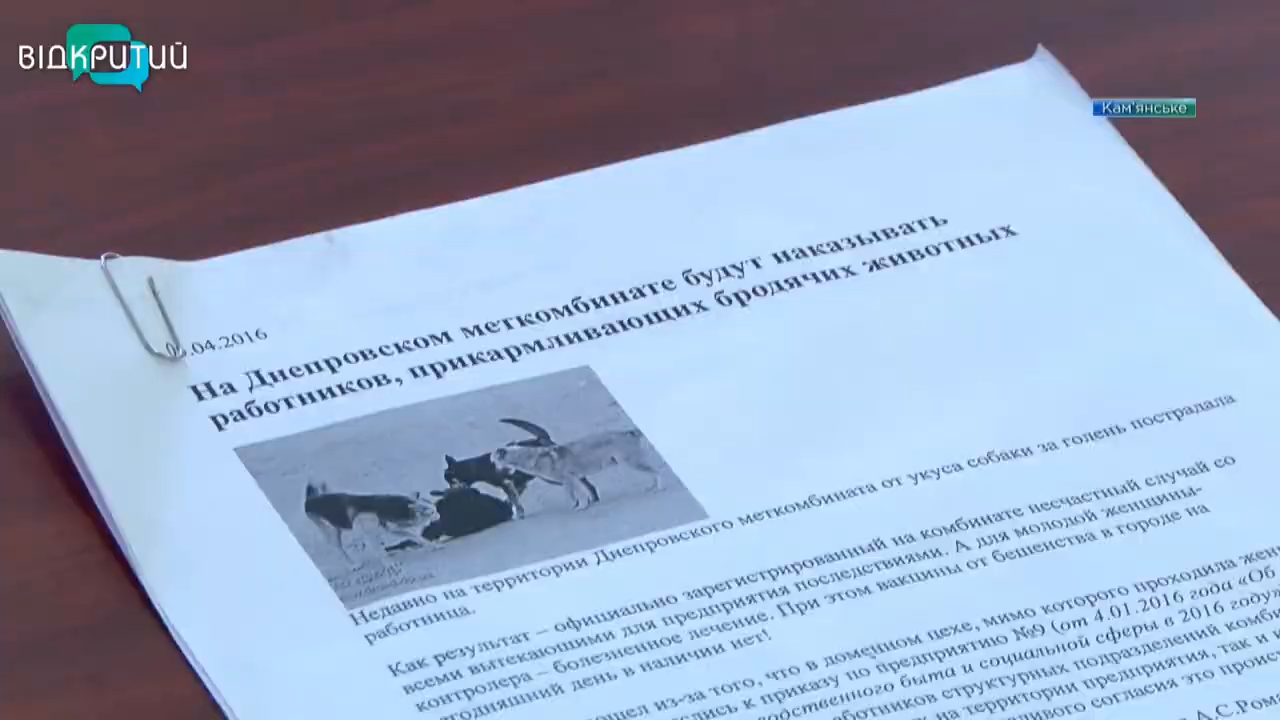 ВІДКРИТИЙ
Кам'янське
.04.2016
На Днепровском меткомбинате будут наказывать
работников, прикармливающих бродячих животных
Недавно на территории Днепровского меткомбината от укуса собаки за голень пострадала
работница.
Как результат – официально зарегистрированный на комбинате несчастный случай со
всеми вытекающими для предприятия последствиями. А для молодой женщины-
контролера – болезненное лечение. При этом вакцины от бешенства в городе на
сегодняшний день в наличии нет!
из-за того, что в доменном цехе, мимо которого проходила
к приказу по предприятию №9 (от 4.01.2016 года «Об
быта и социальной сферы в 2016 году
структурных подразделений
на территории предприятия, так и
согласия это
А.С.